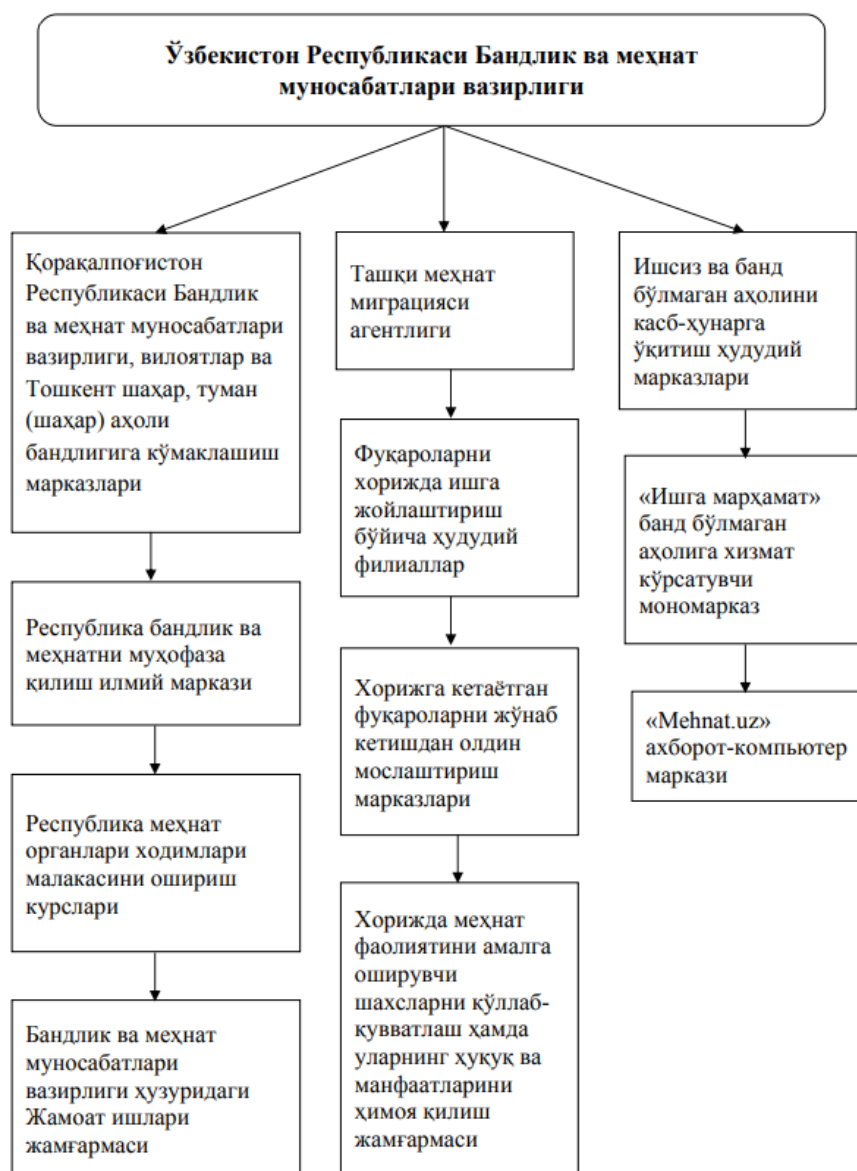 Ўзбекистон Республикаси Бандлик ва меҳнат
муносабатлари вазирлиги
Қорақалпоғистон
Республикаси Бандлик
ва меҳнат муносабатлари
вазирлиги, вилоятлар ва
Тошкент шаҳар, туман
(шаҳар) аҳоли
бандлигига кўмаклашиш
марказлари
Республика бандлик ва
меҳнатни муҳофаза
қилиш илмий маркази
Республика меҳнат
органлари ходимлари
малакасини ошириш
курслари
Бандлик ва меҳнат
муносабатлари
вазирлиги ҳузуридаги
Жамоат ишлари
жамғармаси
Ташқи меҳнат
миграцияси
агентлиги
Фуқароларни
хорижда ишга
жойлаштириш
бўйича ҳудудий
филиаллар
Хорижга кетаётган
фуқароларни жўнаб
кетишдан олдин
мослаштириш
марказлари
Хорижда меҳнат
фаолиятини амалга
оширувчи
шахсларни қўллаб-
қувватлаш ҳамда
уларнинг ҳуқуқ ва
манфаатларини
ҳимоя қилиш
жамғармаси
Ишсиз ва банд
бўлмаган аҳолини
касб-ҳунарга
ўқитиш ҳудудий
марказлари
«Ишга марҳамат»
банд бўлмаган
аҳолига хизмат
кўрсатувчи
мономарказ
«Mehnat.uz»
ахборот-компьютер
маркази